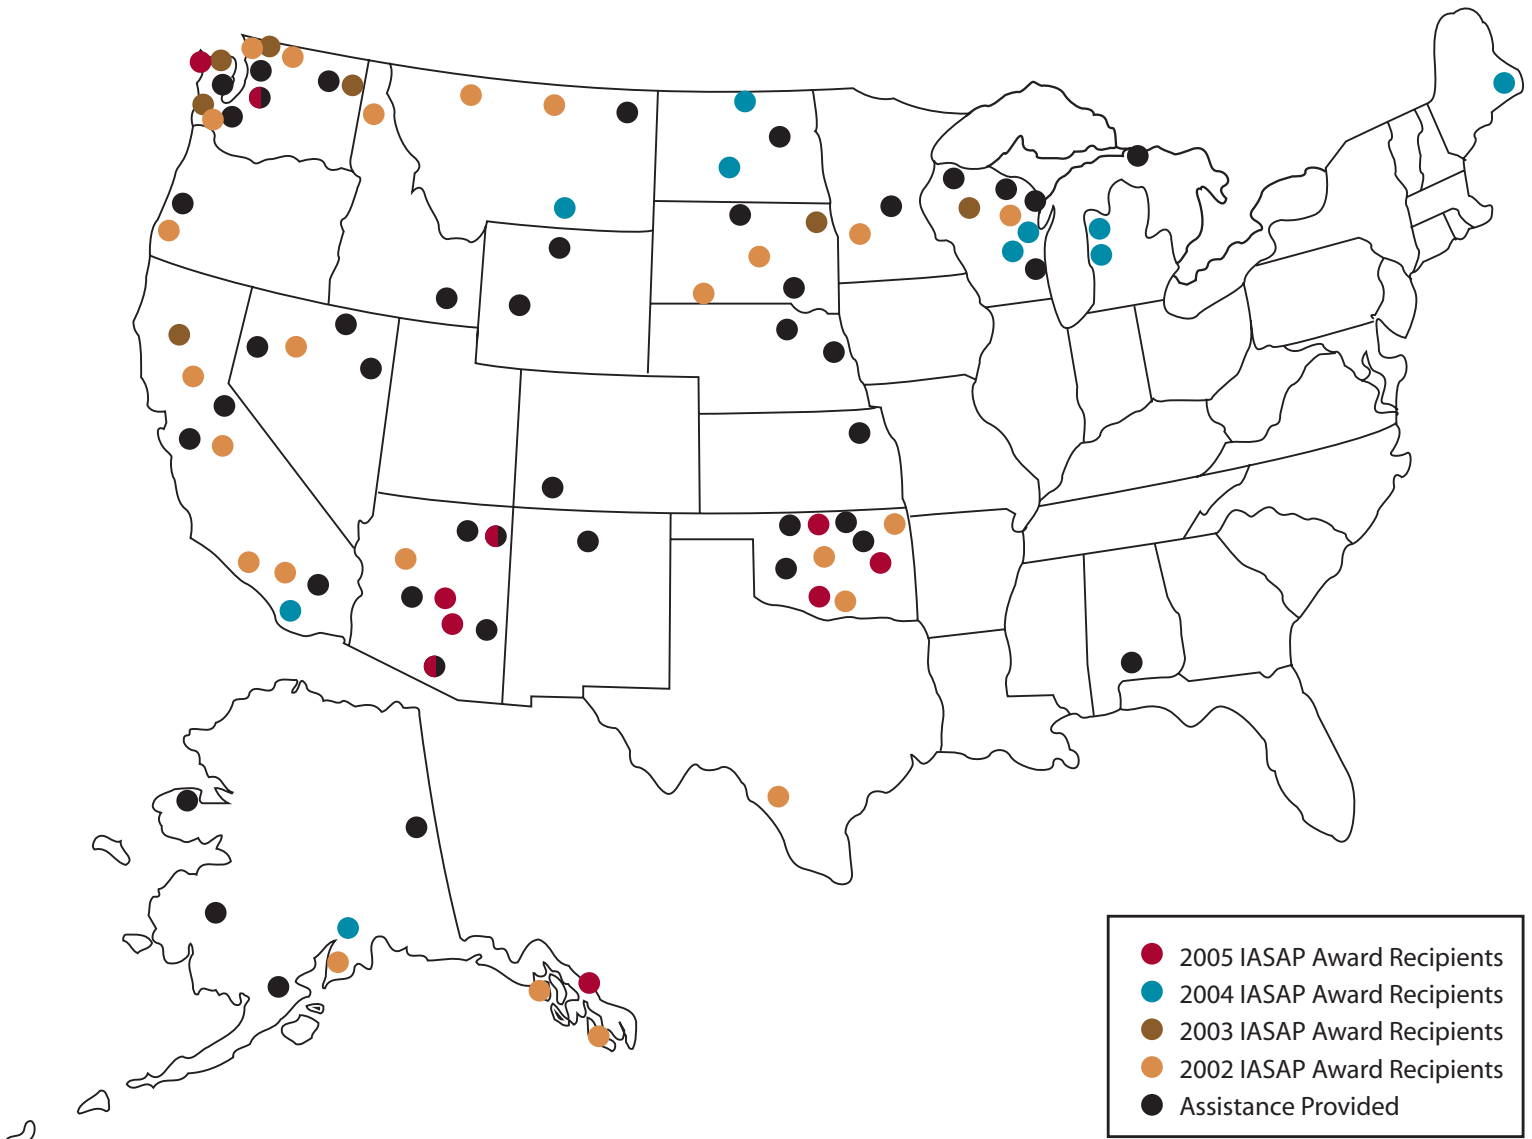 2005 IASAP Award Recipients
2004 IASAP Award Recipients
2003 IASAP Award Recipients
2002 IASAP Award Recipients
Assistance Provided